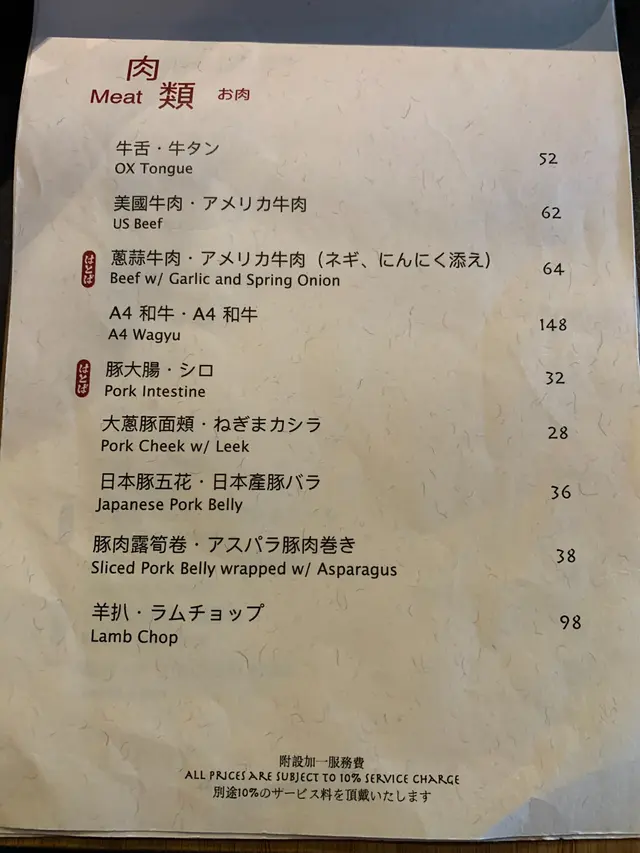 肉類
Meat お肉
牛舌・牛タン
OX Tongue
52
美國牛肉・アメリカ牛肉
US Beef
62
はとば
蔥蒜牛肉・アメリカ牛肉（ネギ、にんにく添え）
Beef w/ Garlic and Spring Onion
64
A4 和牛・A4 和牛
A4 Wagyu
148
はとば
豚大腸・シロ
Pork Intestine
32
大蔥豚面頰・ねぎまカシラ
Pork Cheek w/ Leek
28
日本豚五花・日本產豚バラ
Japanese Pork Belly
36
豚肉露筍卷・アスパラ豚肉巻き
Sliced Pork Belly wrapped w/ Asparagus
38
羊扒・ラムチョップ
Lamb Chop
98
附設加一服務費
ALL PRICES ARE SUBJECT TO 10% SERVICE CHARGE
別途10%のサービス料を頂戴いたします